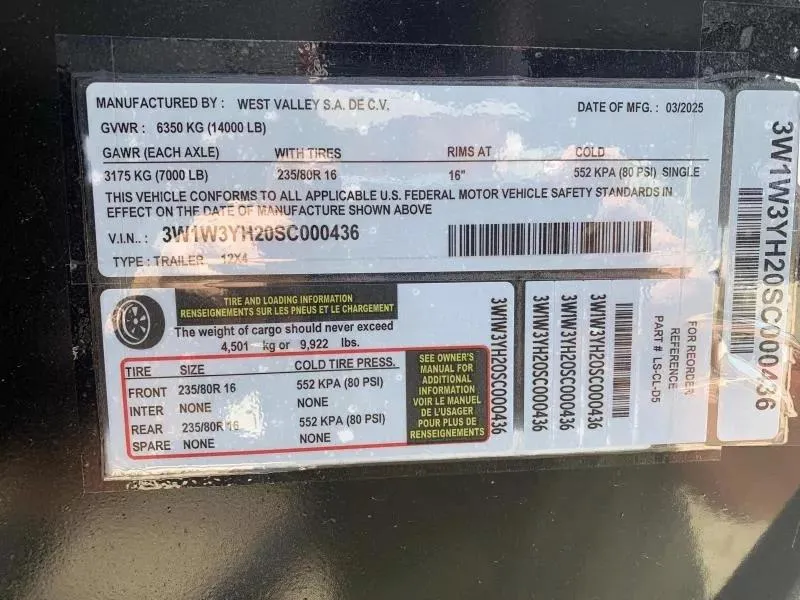 MANUFACTURED BY : WEST VALLEY S.A. DE C.V. DATE OF MFG. : 03/2025
GVWR : 6350 KG (14000 LB)
GAWR (EACH AXLE) WITH TIRES RIMS AT COLD
3175 KG (7000 LB) 235/80R 16 16" 552 KPA (80 PSI) SINGLE
THIS VEHICLE CONFORMS TO ALL APPLICABLE U.S. FEDERAL MOTOR VEHICLE SAFETY STANDARDS IN
EFFECT ON THE DATE OF MANUFACTURE SHOWN ABOVE
V.I.N.. : 3W1W3YH20SC000436
TYPE : TRAILER 12X4
TIRE AND LOADING INFORMATION
RENSEIGNEMENTS SUR LES PNEUS ET LE CHARGEMENT
The weight of cargo should never exceed
4,501 kg or 9,922 lbs.
TIRE SIZE COLD TIRE PRESS.
FRONT 235/80R 16 552 KPA (80 PSI)
INTER NONE NONE
REAR 235/80R 16 552 KPA (80 PSI)
SPARE NONE NONE
SEE OWNER'S
MANUAL FOR
ADDITIONAL
INFORMATION
VOIR LE MANUEL
DE L'USAGER
POUR PLUS DE
RENSEIGNEMENTS
3W1W3YH20SC000436
3W1W3YH20SC000436
3W1W3YH20SC000436
3W1W3YH20SC000436
FOR REORDER
REFERENCE
PART # LS-CL-D5
3W1W3YH20SC000436